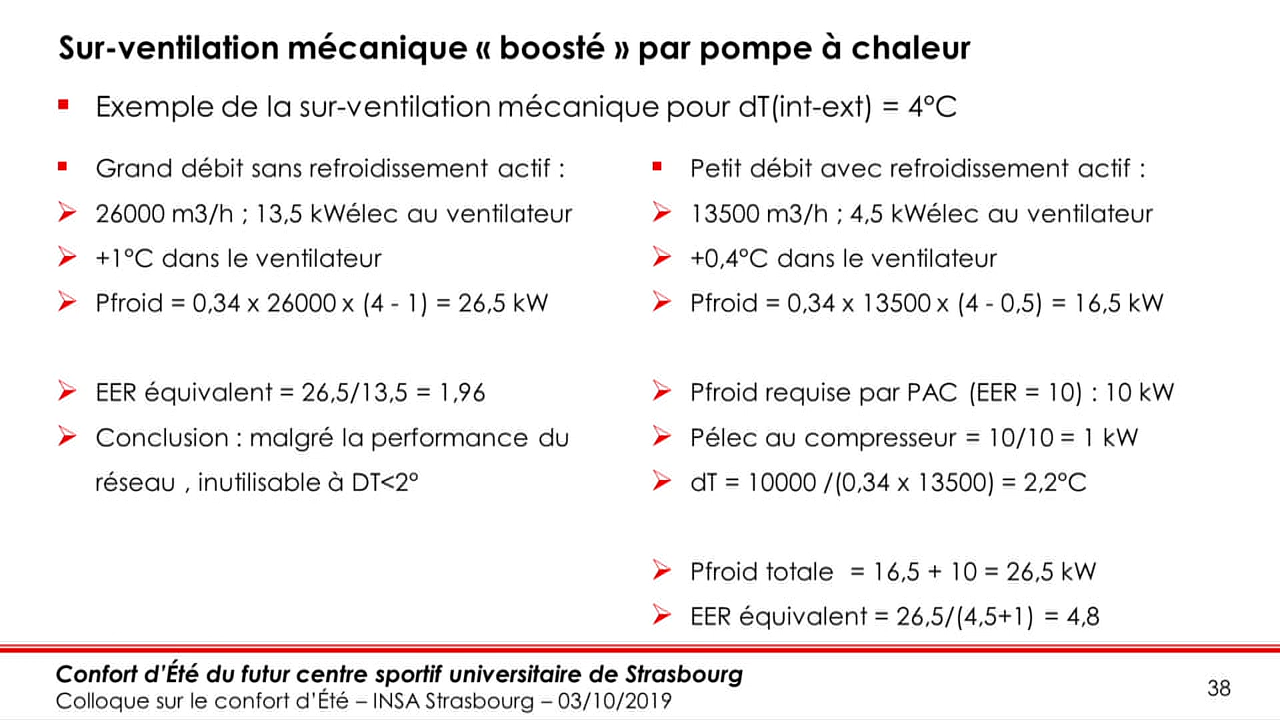 Sur-ventilation mécanique « boosté » par pompe à chaleur
Exemple de la sur-ventilation mécanique pour dT(int-ext) = 4°C
Grand débit sans refroidissement actif :
26000 m3/h ; 13,5 kWélec au ventilateur
+1°C dans le ventilateur
Pfroid = 0,34 x 26000 x (4 - 1) = 26,5 kW
EER équivalent = 26,5/13,5 = 1,96
Conclusion : malgré la performance du
réseau , inutilisable à DT<2°
Petit débit avec refroidissement actif :
13500 m3/h ; 4,5 kWélec au ventilateur
+0,4°C dans le ventilateur
Pfroid = 0,34 x 13500 x (4 - 0,5) = 16,5 kW
Pfroid requise par PAC (EER = 10) : 10 kW
Pélec au compresseur = 10/10 = 1 kW
dT = 10000 /(0,34 x 13500) = 2,2°C
Pfroid totale = 16,5 + 10 = 26,5 kW
EER équivalent = 26,5/(4,5+1) = 4,8
Confort d'Été du futur centre sportif universitaire de Strasbourg
Colloque sur le confort d'Été – INSA Strasbourg – 03/10/2019
38